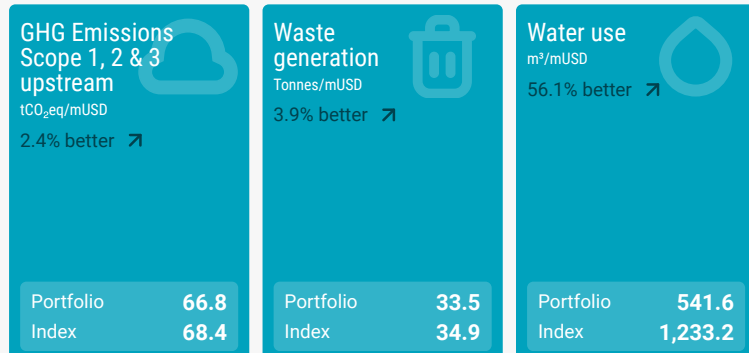 GHG Emissions
Scope 1, 2 & 3
upstream
tCO₂eq/mUSD
2.4% better
Portfolio 66.8
Index 68.4
Waste
generation
Tonnes/mUSD
3.9% better
Portfolio 33.5
Index 34.9
Water use
m³/mUSD
56.1% better
Portfolio 541.6
Index 1,233.2